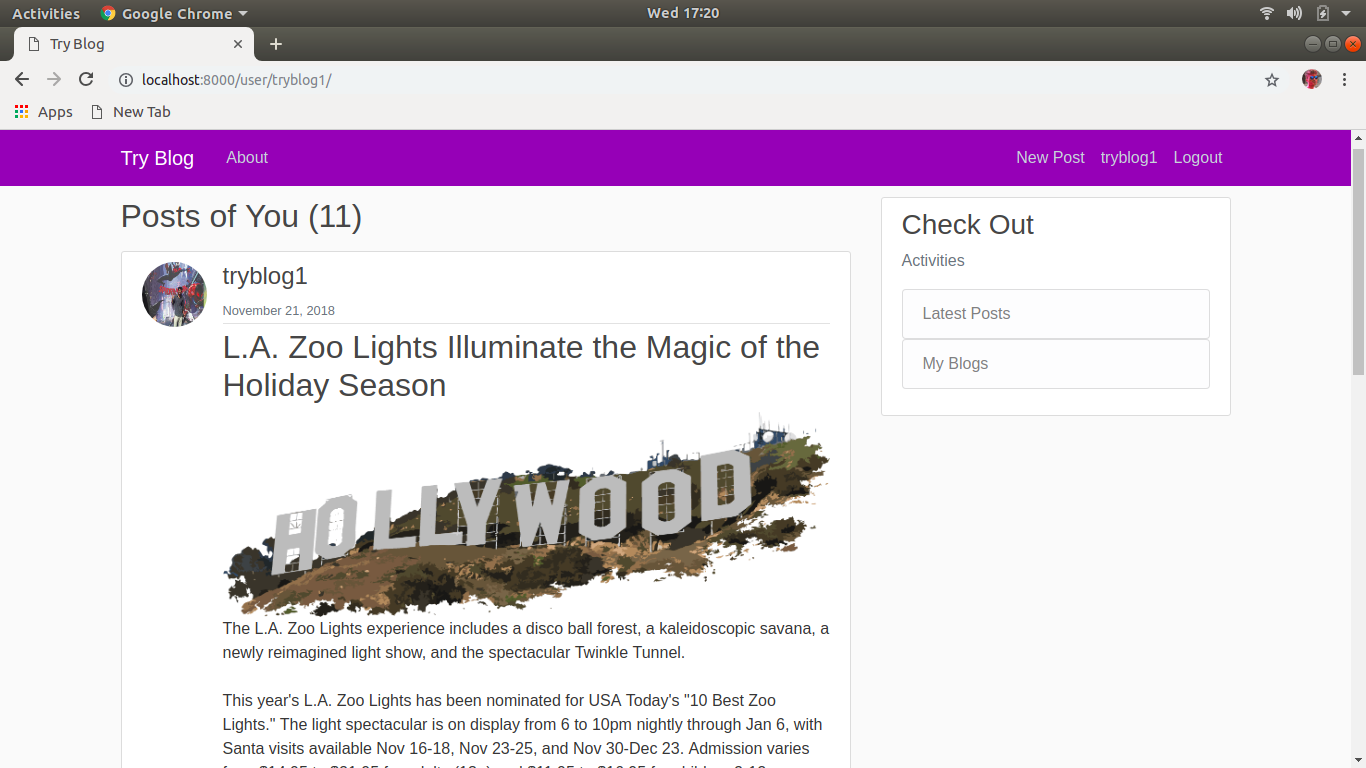 Activities
Google Chrome
Wed 17:20
Try Blog
localhost:8000/user/tryblog1/
Apps
New Tab
Try Blog
About
New Post
tryblog1
Logout
Posts of You (11)
tryblog1
November 21, 2018
L.A. Zoo Lights Illuminate the Magic of the
Holiday Season
HOLLYWOOD
The L.A. Zoo Lights experience includes a disco ball forest, a kaleidoscopic savana, a
newly reimagined light show, and the spectacular Twinkle Tunnel.
This year's L.A. Zoo Lights has been nominated for USA Today's "10 Best Zoo
Lights." The light spectacular is on display from 6 to 10pm nightly through Jan 6, with
Santa visits available Nov 16-18, Nov 23-25, and Nov 30-Dec 23. Admission varies
Check Out
Activities
Latest Posts
My Blogs